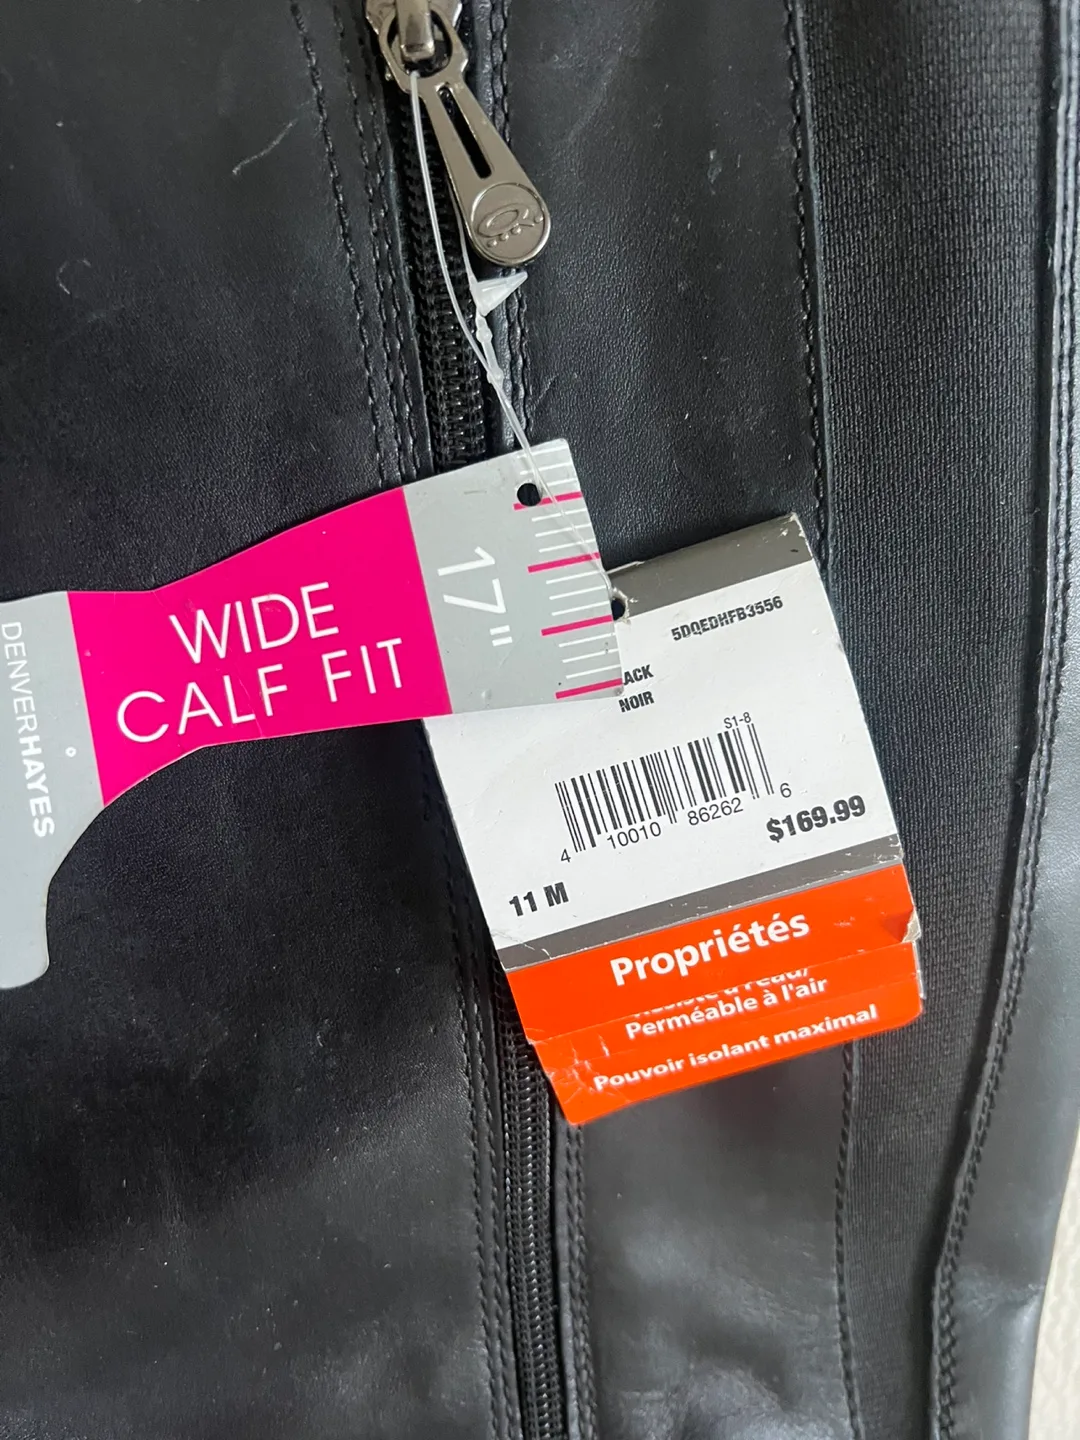 DENVERHAYES
WIDE
CALF FIT
17"
5DQEDHFB3556
ACK
NOIR
S1-8
4 10010 86262 6
$169.99
11 M
Propriétés
Perméable à l'air
Pouvoir isolant maximal